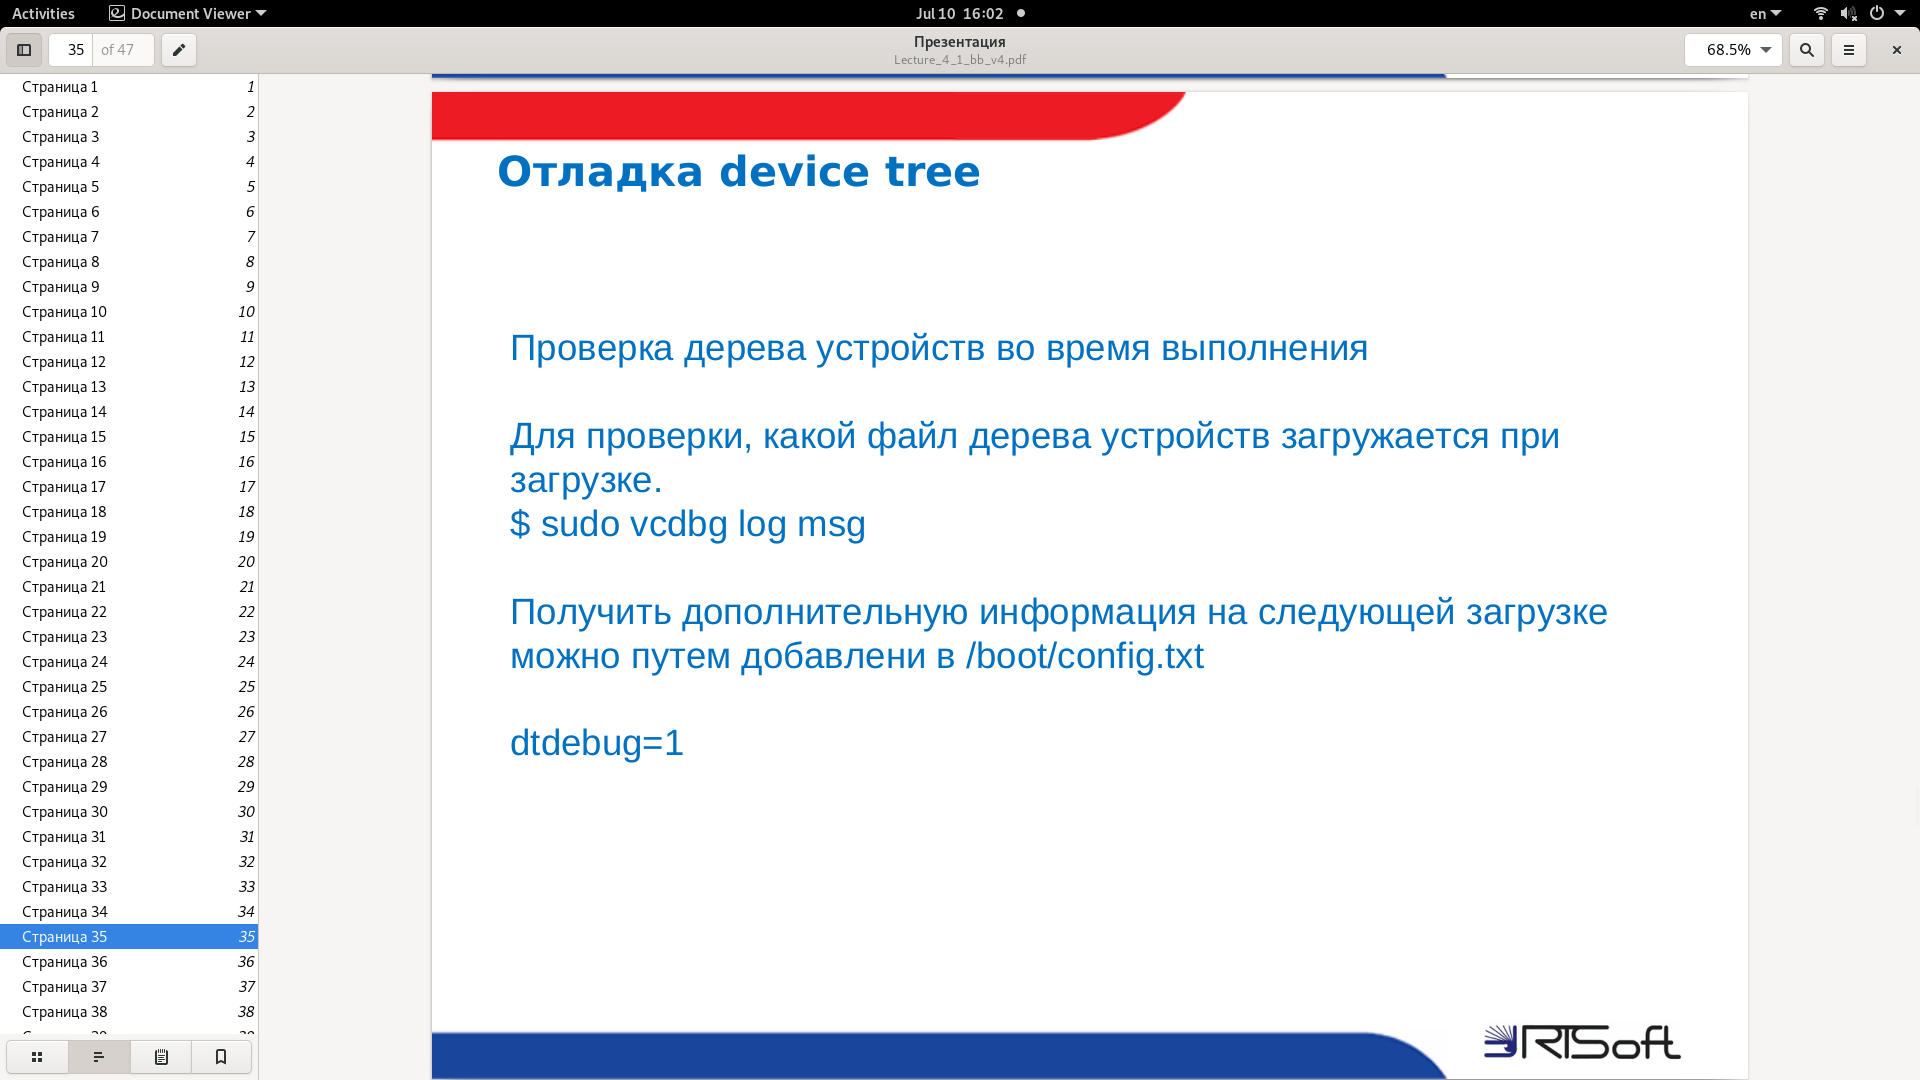 Activities
Document Viewer
Jul 10 16:02
en
35 of 47
Презентация
Lecture_4_1_bb_v4.pdf
68.5%
Страница 1 1
Страница 2 2
Страница 3 3
Страница 4 4
Страница 5 5
Страница 6 6
Страница 7 7
Страница 8 8
Страница 9 9
Страница 10 10
Страница 11 11
Страница 12 12
Страница 13 13
Страница 14 14
Страница 15 15
Страница 16 16
Страница 17 17
Страница 18 18
Страница 19 19
Страница 20 20
Страница 21 21
Страница 22 22
Страница 23 23
Страница 24 24
Страница 25 25
Страница 26 26
Страница 27 27
Страница 28 28
Страница 29 29
Страница 30 30
Страница 31 31
Страница 32 32
Страница 33 33
Страница 34 34
Страница 35 35
Страница 36 36
Страница 37 37
Страница 38 38
Отладка device tree
Проверка дерева устройств во время выполнения
Для проверки, какой файл дерева устройств загружается при
загрузке.
$ sudo vcdbg log msg
Получить дополнительную информация на следующей загрузке
можно путем добавлени в /boot/config.txt
dtdebug=1
RTSoft